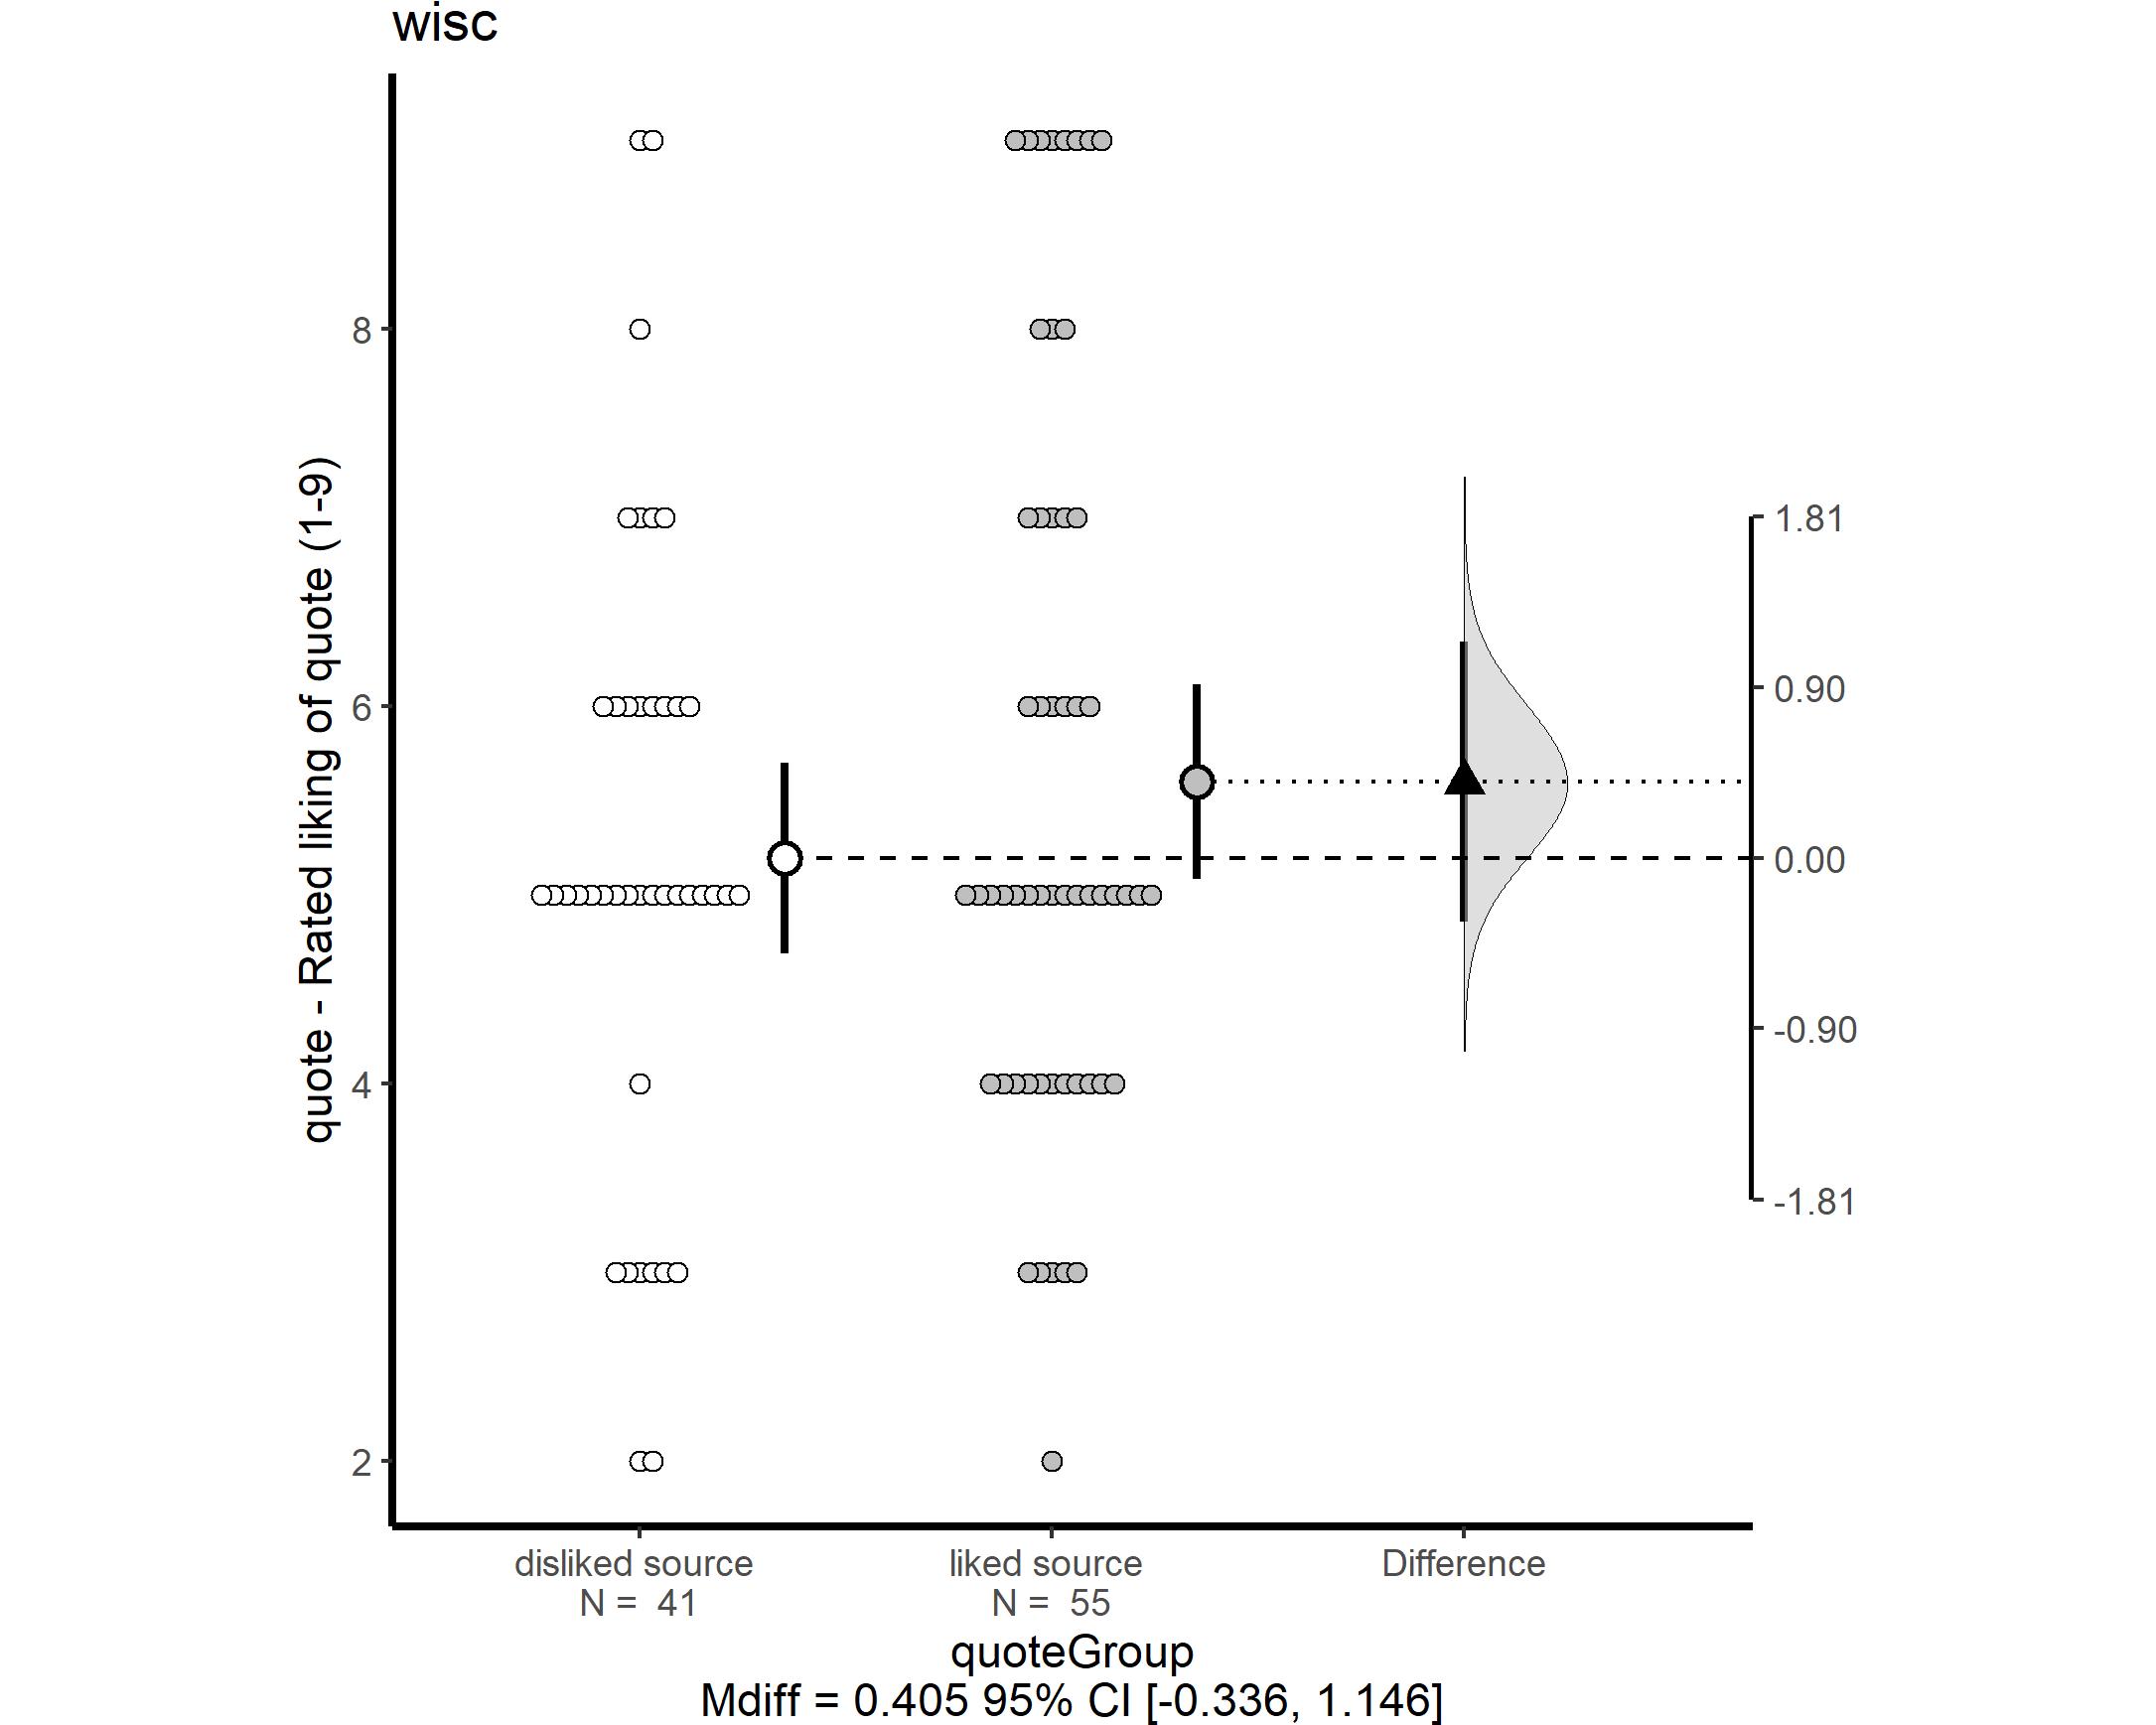 wisc
quote - Rated liking of quote (1-9)
8
6
4
2
1.81
0.90
0.00
-0.90
-1.81
disliked source
N =  41
liked source
N =  55
Difference
quoteGroup
Mdiff = 0.405 95% CI [-0.336, 1.146]